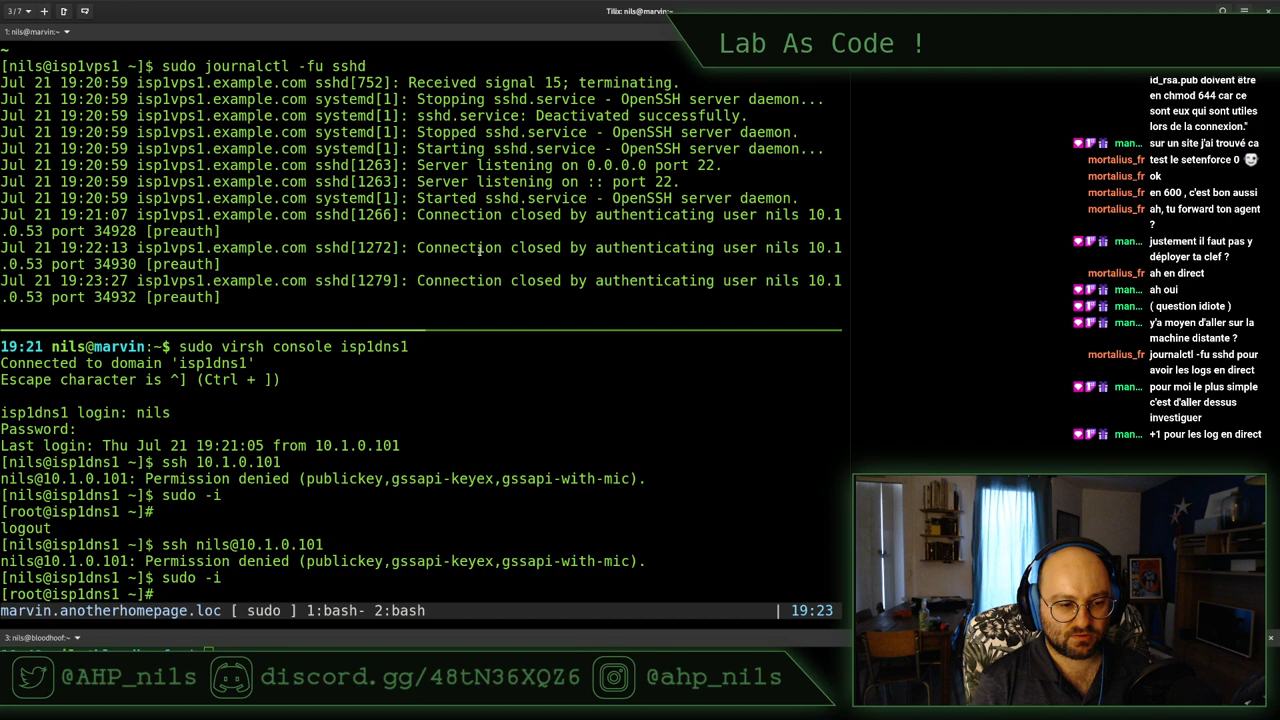 3 / 7
Tilix: nils@marvin:~
1: nils@marvin:~
Lab As Code !
~
[nils@isp1vps1 ~]$ sudo journalctl -fu sshd
Jul 21 19:20:59 isp1vps1.example.com sshd[752]: Received signal 15; terminating.
Jul 21 19:20:59 isp1vps1.example.com systemd[1]: Stopping sshd.service - OpenSSH server daemon...
Jul 21 19:20:59 isp1vps1.example.com systemd[1]: sshd.service: Deactivated successfully.
Jul 21 19:20:59 isp1vps1.example.com systemd[1]: Stopped sshd.service - OpenSSH server daemon.
Jul 21 19:20:59 isp1vps1.example.com systemd[1]: Starting sshd.service - OpenSSH server daemon...
Jul 21 19:20:59 isp1vps1.example.com sshd[1263]: Server listening on 0.0.0.0 port 22.
Jul 21 19:20:59 isp1vps1.example.com sshd[1263]: Server listening on :: port 22.
Jul 21 19:20:59 isp1vps1.example.com systemd[1]: Started sshd.service - OpenSSH server daemon.
Jul 21 19:21:07 isp1vps1.example.com sshd[1266]: Connection closed by authenticating user nils 10.1
.0.53 port 34928 [preauth]
Jul 21 19:22:13 isp1vps1.example.com sshd[1272]: Connection closed by authenticating user nils 10.1
.0.53 port 34930 [preauth]
Jul 21 19:23:27 isp1vps1.example.com sshd[1279]: Connection closed by authenticating user nils 10.1
.0.53 port 34932 [preauth]
19:21 nils@marvin:~$ sudo virsh console isp1dns1
Connected to domain 'isp1dns1'
Escape character is ^] (Ctrl + ])
isp1dns1 login: nils
Password:
Last login: Thu Jul 21 19:21:05 from 10.1.0.101
[nils@isp1dns1 ~]$ ssh 10.1.0.101
nils@10.1.0.101: Permission denied (publickey,gssapi-keyex,gssapi-with-mic).
[nils@isp1dns1 ~]$ sudo -i
[root@isp1dns1 ~]#
logout
[nils@isp1dns1 ~]$ ssh nils@10.1.0.101
nils@10.1.0.101: Permission denied (publickey,gssapi-keyex,gssapi-with-mic).
[nils@isp1dns1 ~]$ sudo -i
[root@isp1dns1 ~]#
marvin.anotherhomepage.loc [ sudo ] 1:bash- 2:bash | 19:23
3: nils@bloodhoof:~
id_rsa.pub doivent être
en chmod 644 car ce
sont eux qui sont utiles
lors de la connexion."
man... sur un site j'ai trouvé ca
mortalius_fr test le setenforce 0
mortalius_fr ok
mortalius_fr en 600 , c'est bon aussi
mortalius_fr ah, tu forward ton agent
?
man... justement il faut pas y
déployer ta clef ?
mortalius_fr ah en direct
man... ah oui
man... ( question idiote )
man... y'a moyen d'aller sur la
machine distante ?
mortalius_fr journalctl -fu sshd pour
avoir les logs en direct
man... pour moi le plus simple
c'est d'aller dessus
investiguer
man... +1 pour les log en direct
@AHP_nils discord.gg/48tN36XQZ6 @ahp_nils